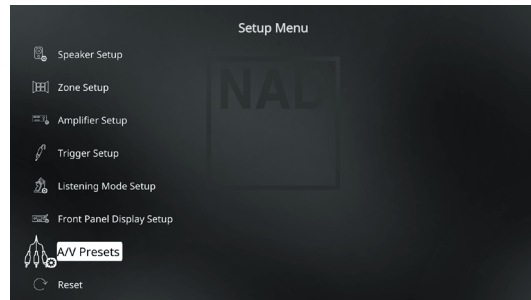 Setup Menu
Speaker Setup
Zone Setup
NAD
Amplifier Setup
Trigger Setup
Listening Mode Setup
Front Panel Display Setup
A/V Presets
Reset